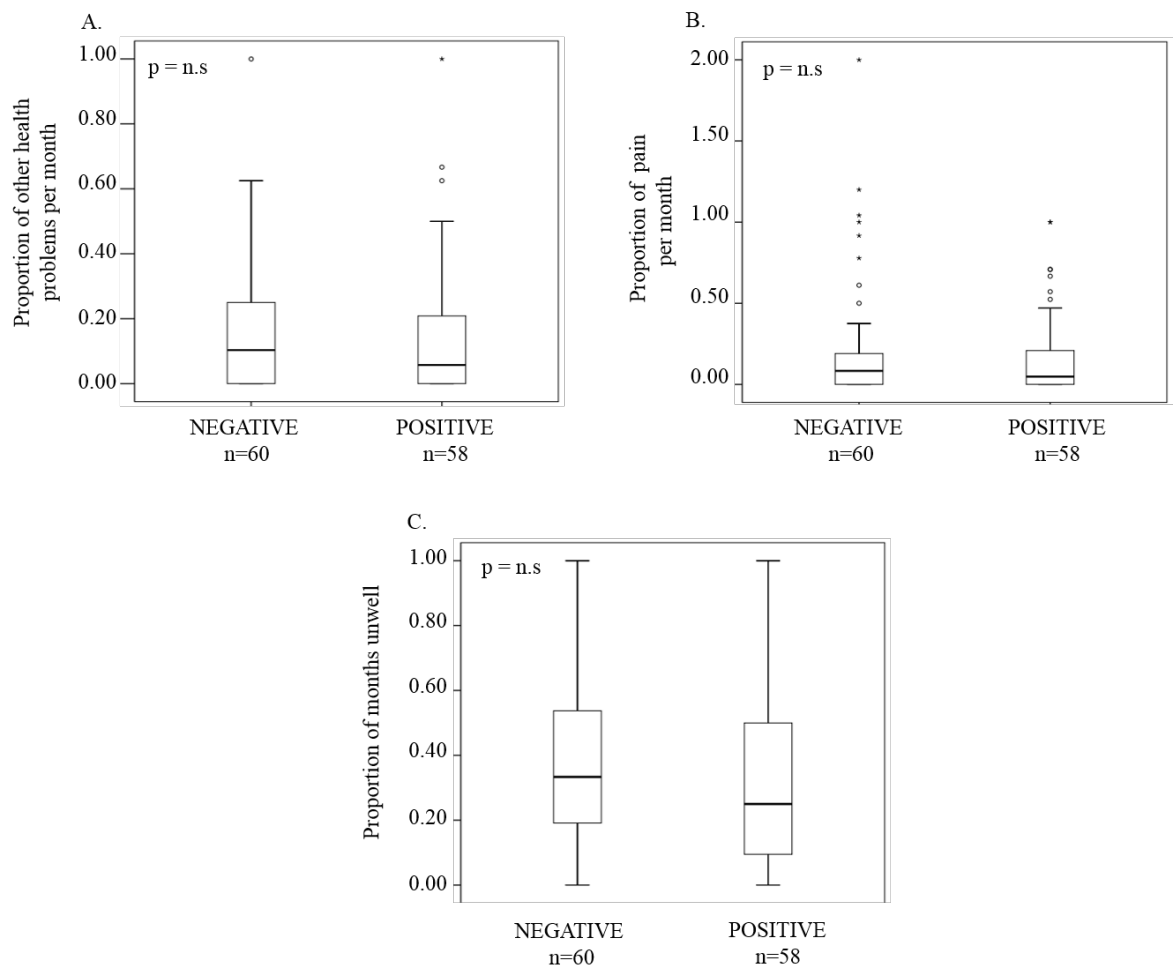 A.
p = n.s
Proportion of other health
problems per month
1.00
0.80
0.60
0.40
0.20
0.00
NEGATIVE
n=60
POSITIVE
n=58
B.
p = n.s
Proportion of pain
per month
2.00
1.50
1.00
0.50
0.00
NEGATIVE
n=60
POSITIVE
n=58
C.
p = n.s
Proportion of months unwell
1.00
0.80
0.60
0.40
0.20
0.00
NEGATIVE
n=60
POSITIVE
n=58